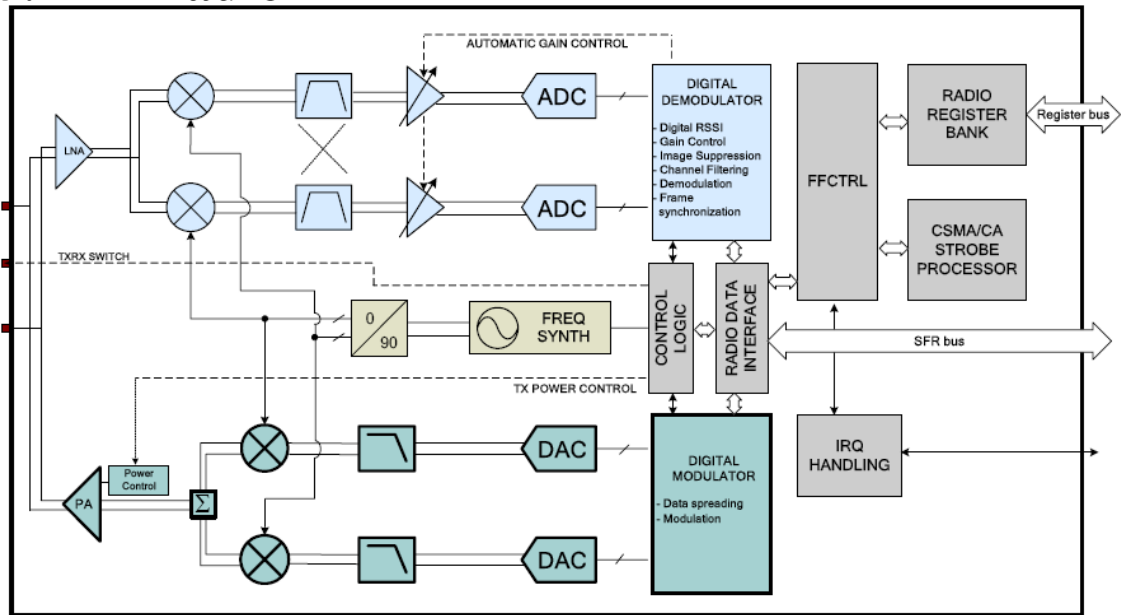 AUTOMATIC GAIN CONTROL
LNA
ADC
ADC
DIGITAL
DEMODULATOR
- Digital RSSI
- Gain Control
- Image Suppression
- Channel Filtering
- Demodulation
- Frame
synchronization
FFCTRL
RADIO
REGISTER
BANK
Register bus
CSMA/CA
STROBE
PROCESSOR
TXRX SWITCH
0
90
FREQ
SYNTH
CONTROL
LOGIC
RADIO DATA
INTERFACE
SFR bus
TX POWER CONTROL
Power
Control
PA
Σ
DAC
DAC
DIGITAL
MODULATOR
- Data spreading
- Modulation
IRQ
HANDLING